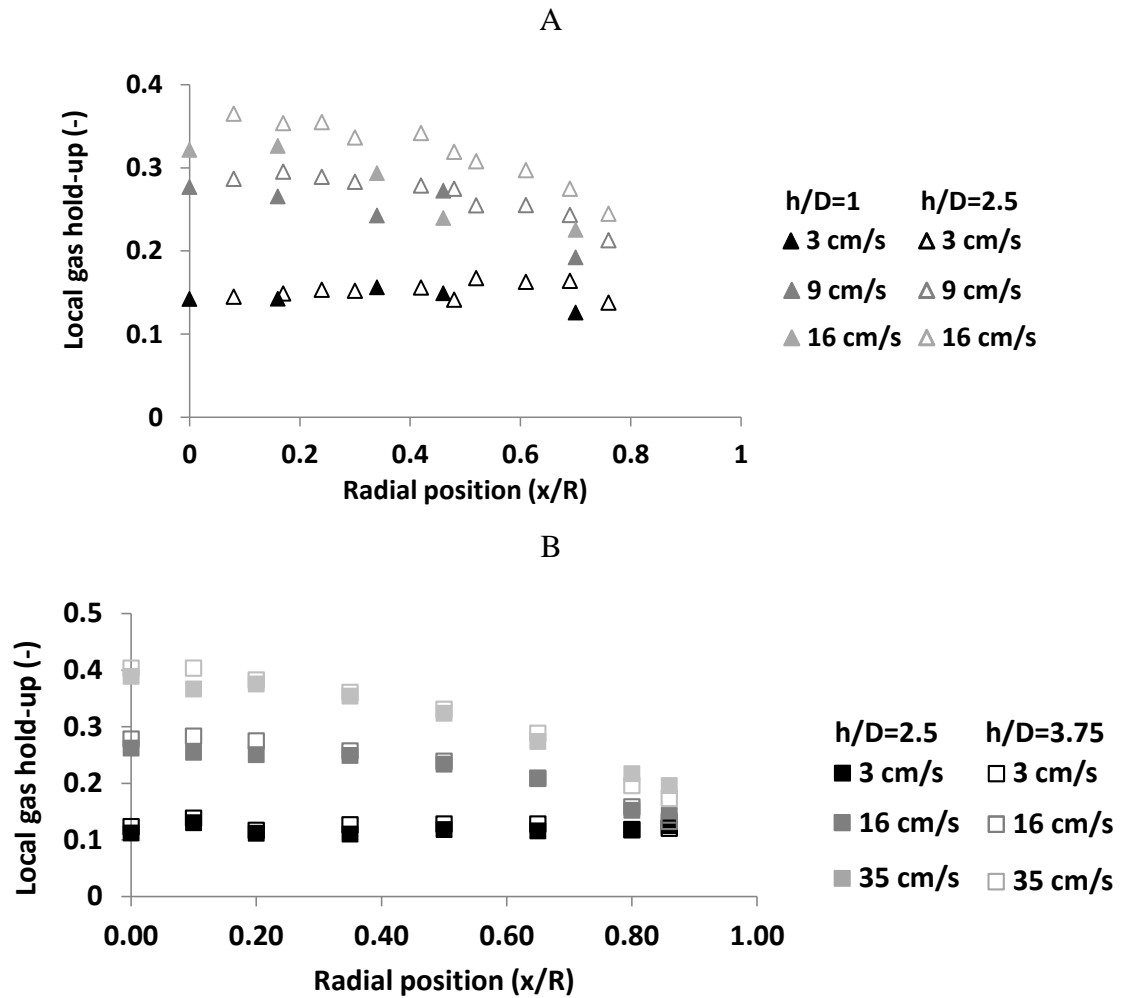 A
Local gas hold-up (-)
0.4
0.3
0.2
0.1
0
0 0.2 0.4 0.6 0.8 1
Radial position (x/R)
h/D=1 h/D=2.5
3 cm/s 3 cm/s
9 cm/s 9 cm/s
16 cm/s 16 cm/s
B
Local gas hold-up (-)
0.5
0.4
0.3
0.2
0.1
0
0.00 0.20 0.40 0.60 0.80 1.00
Radial position (x/R)
h/D=2.5 h/D=3.75
3 cm/s 3 cm/s
16 cm/s 16 cm/s
35 cm/s 35 cm/s